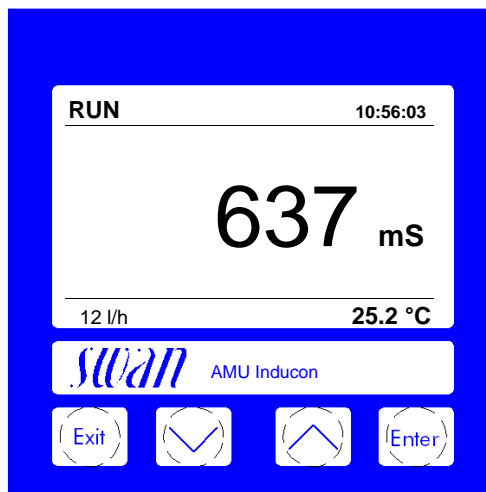 RUN 10:56:03
637 mS
12 l/h 25.2 °C
swan AMU Inducon
Exit Enter